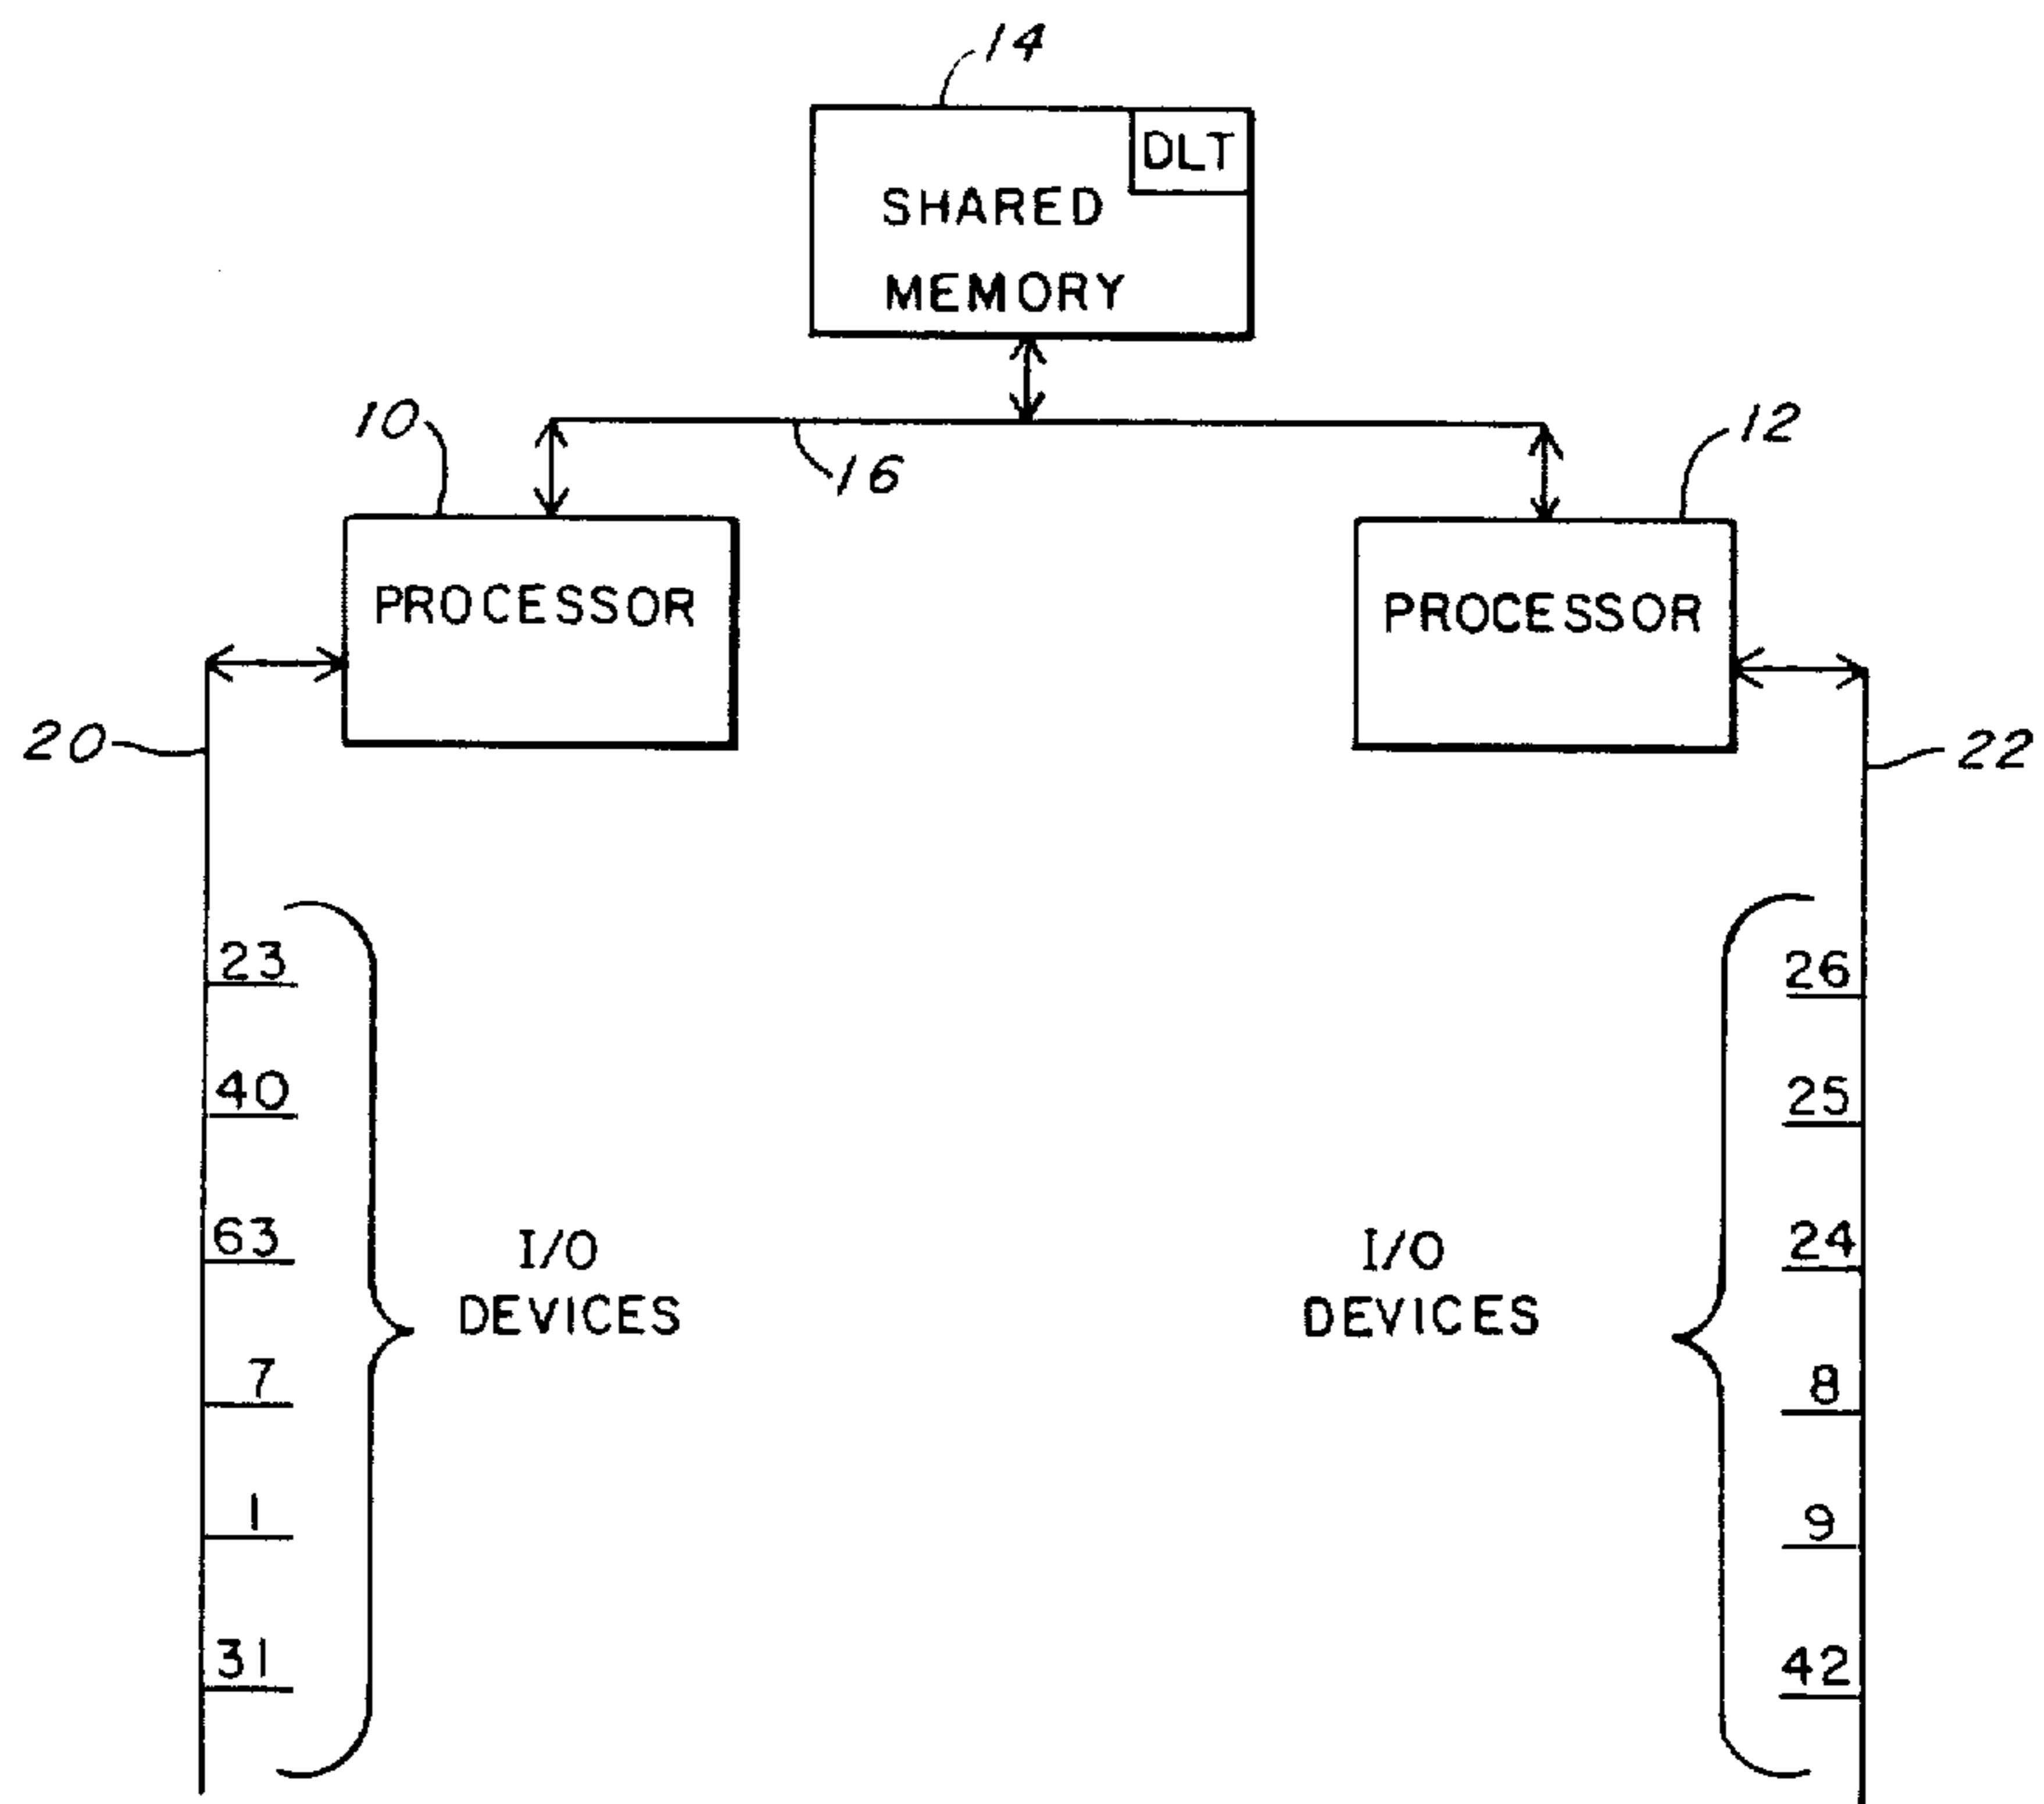 14
DLT
SHARED
MEMORY
10
16
12
PROCESSOR
PROCESSOR
20
22
23
26
40
25
63
24
I/O
DEVICES
I/O
DEVICES
7
8
1
9
31
42